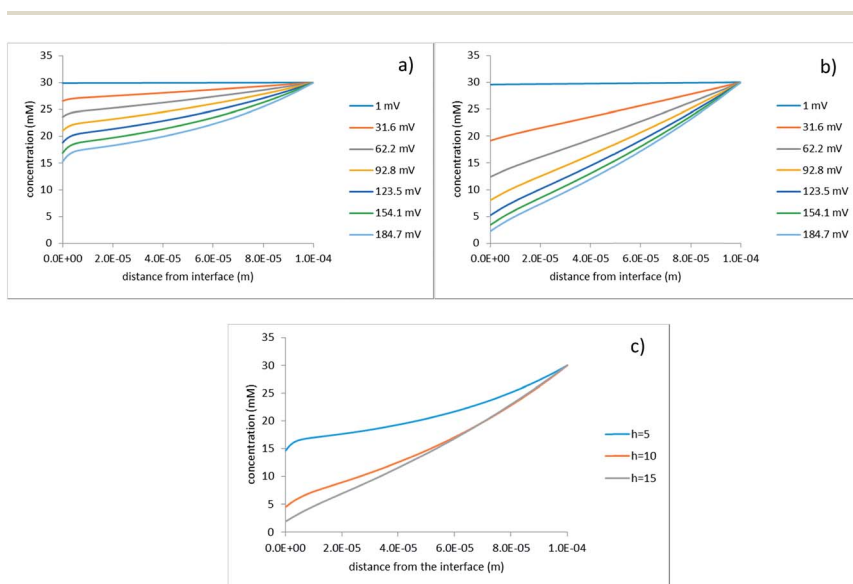 a)
35
30
25
20
15
10
5
0
concentration (mM)
0.0E+00 2.0E-05 4.0E-05 6.0E-05 8.0E-05 1.0E-04
distance from interface (m)
1 mV
31.6 mV
62.2 mV
92.8 mV
123.5 mV
154.1 mV
184.7 mV
b)
35
30
25
20
15
10
5
0
concentration (mM)
0.0E+00 2.0E-05 4.0E-05 6.0E-05 8.0E-05 1.0E-04
distance from interface (m)
1 mV
31.6 mV
62.2 mV
92.8 mV
123.5 mV
154.1 mV
184.7 mV
c)
35
30
25
20
15
10
5
0
concentration (mM)
0.0E+00 2.0E-05 4.0E-05 6.0E-05 8.0E-05 1.0E-04
distance from the interface (m)
h=5
h=10
h=15